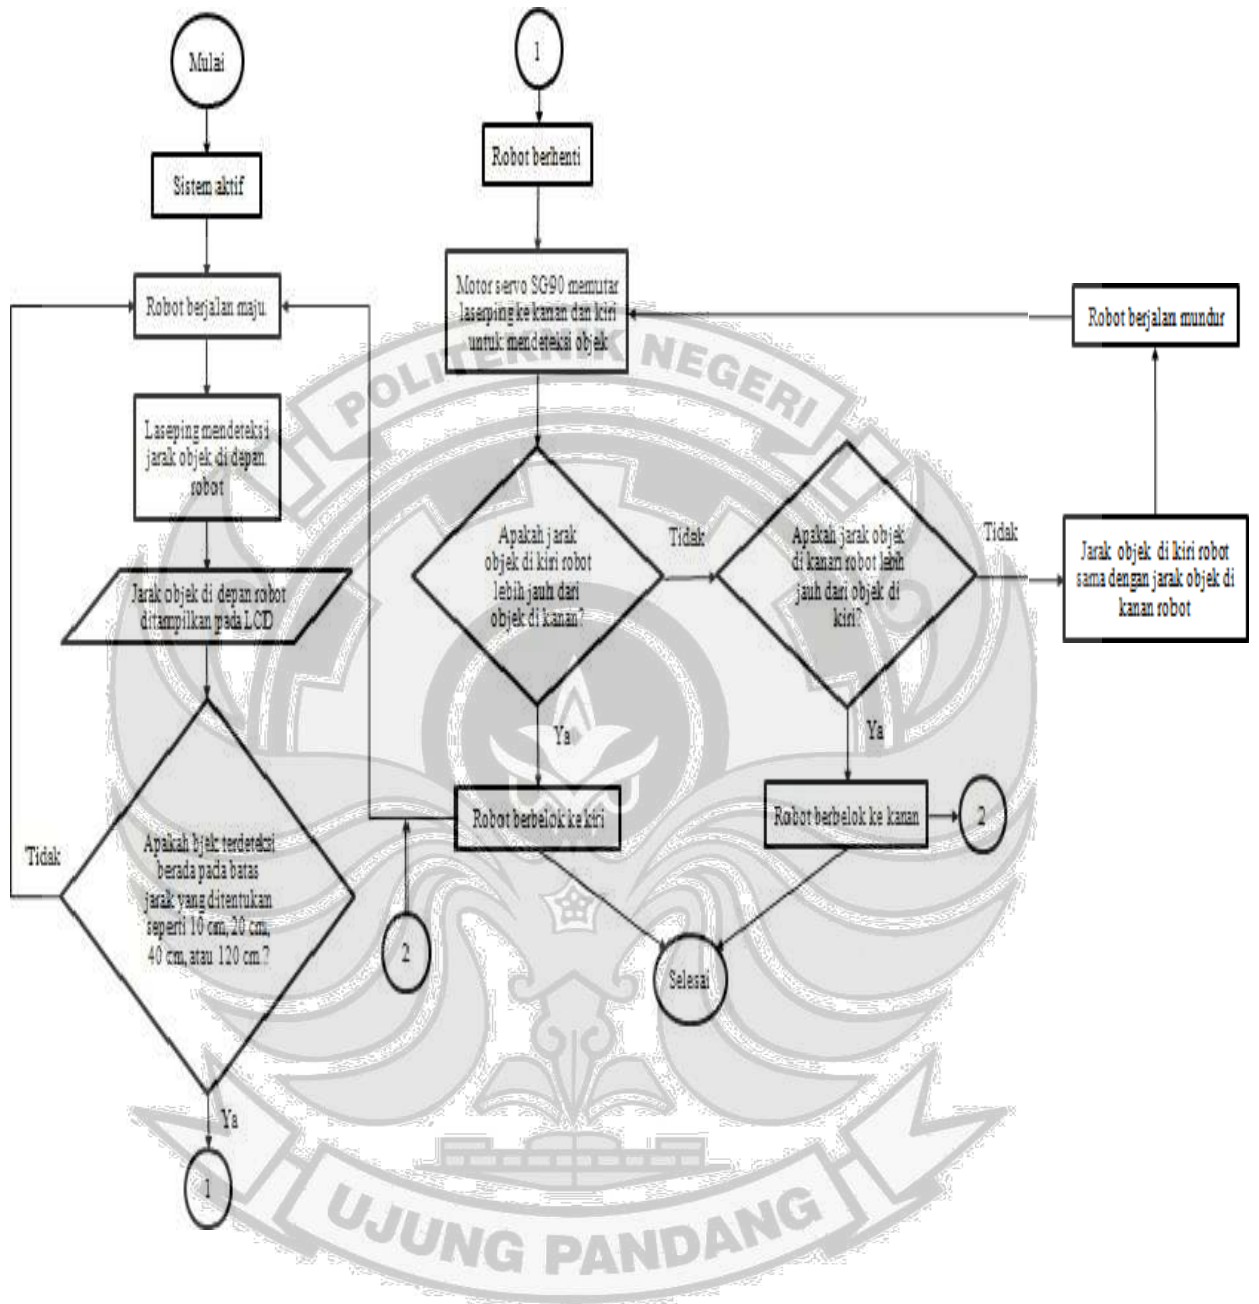 Mulai
Sistem aktif
Robot berjalan maju.
Laseping mendeteksi
jarak objek di depan
robot
Jarak objek di depan robot
ditampilkan pada LCD
Apakah bjek terdeteksi
berada pada batas
jarak yang ditentukan
seperti 10 cm, 20 cm,
40 cm, atau 120 cm?
Tidak
Ya
1
1
Robot berhenti
Motor servo SG90 memutar
laserping ke kanan dan kiri
untuk mendeteksi objek
Apakah jarak
objek di kiri robot
lebih jauh dari
objek di kanan?
Tidak
Ya
Robot berbelok ke kiri
2
Apakah jarak objek
di kanan robot lebih
jauh dari objek di
kiri?
Tidak
Ya
Robot berbelok ke kanan
2
Selesai
Jarak objek di kiri robot
sama dengan jarak objek di
kanan robot
Robot berjalan mundur
POLITEKNIK NEGERI
UJUNG PANDANG